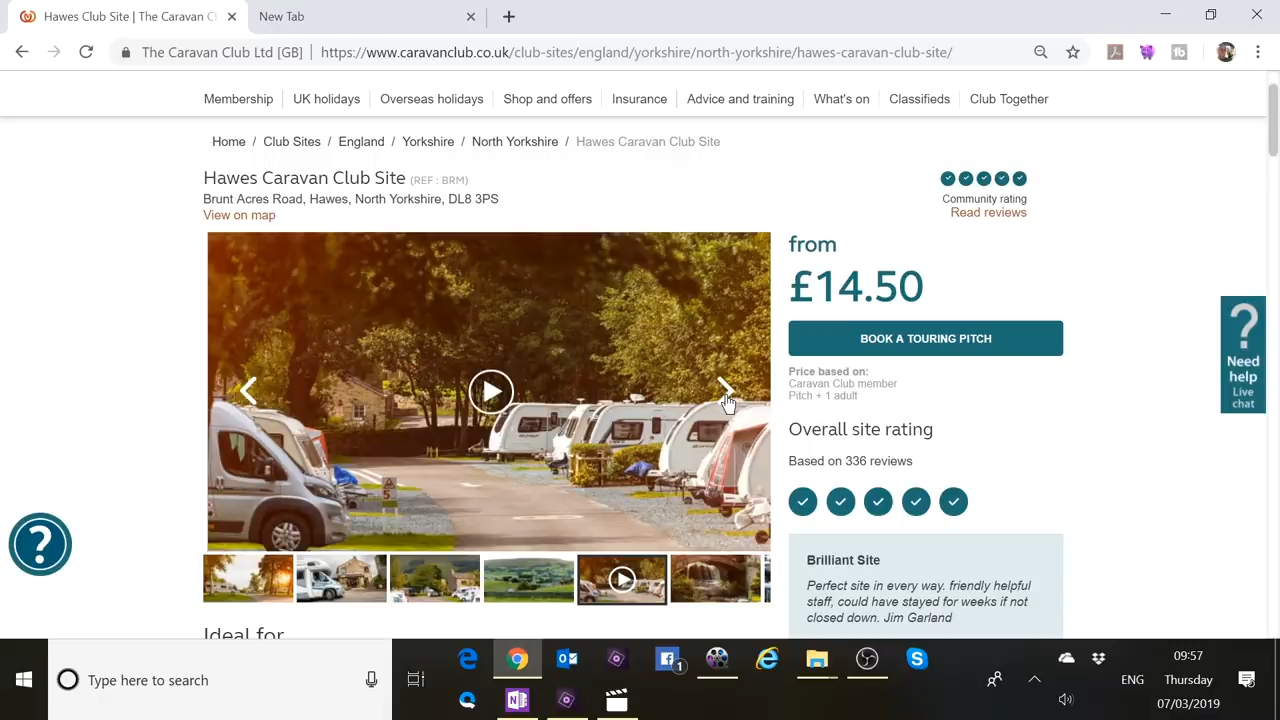 Hawes Club Site | The Caravan Cl
New Tab
The Caravan Club Ltd [GB] | https://www.caravanclub.co.uk/club-sites/england/yorkshire/north-yorkshire/hawes-caravan-club-site/
Membership UK holidays Overseas holidays Shop and offers Insurance Advice and training What's on Classifieds Club Together
Home / Club Sites / England / Yorkshire / North Yorkshire / Hawes Caravan Club Site
Hawes Caravan Club Site (REF : BRM)
Brunt Acres Road, Hawes, North Yorkshire, DL8 3PS
View on map
Community rating
Read reviews
from
£14.50
BOOK A TOURING PITCH
Price based on:
Caravan Club member
Pitch + 1 adult
Overall site rating
Based on 336 reviews
Brilliant Site
Perfect site in every way. friendly helpful
staff, could have stayed for weeks if not
closed down. Jim Garland
5
?
Need
help
Live
chat
?
Ideal for
Type here to search
1
ENG
09:57
Thursday
07/03/2019